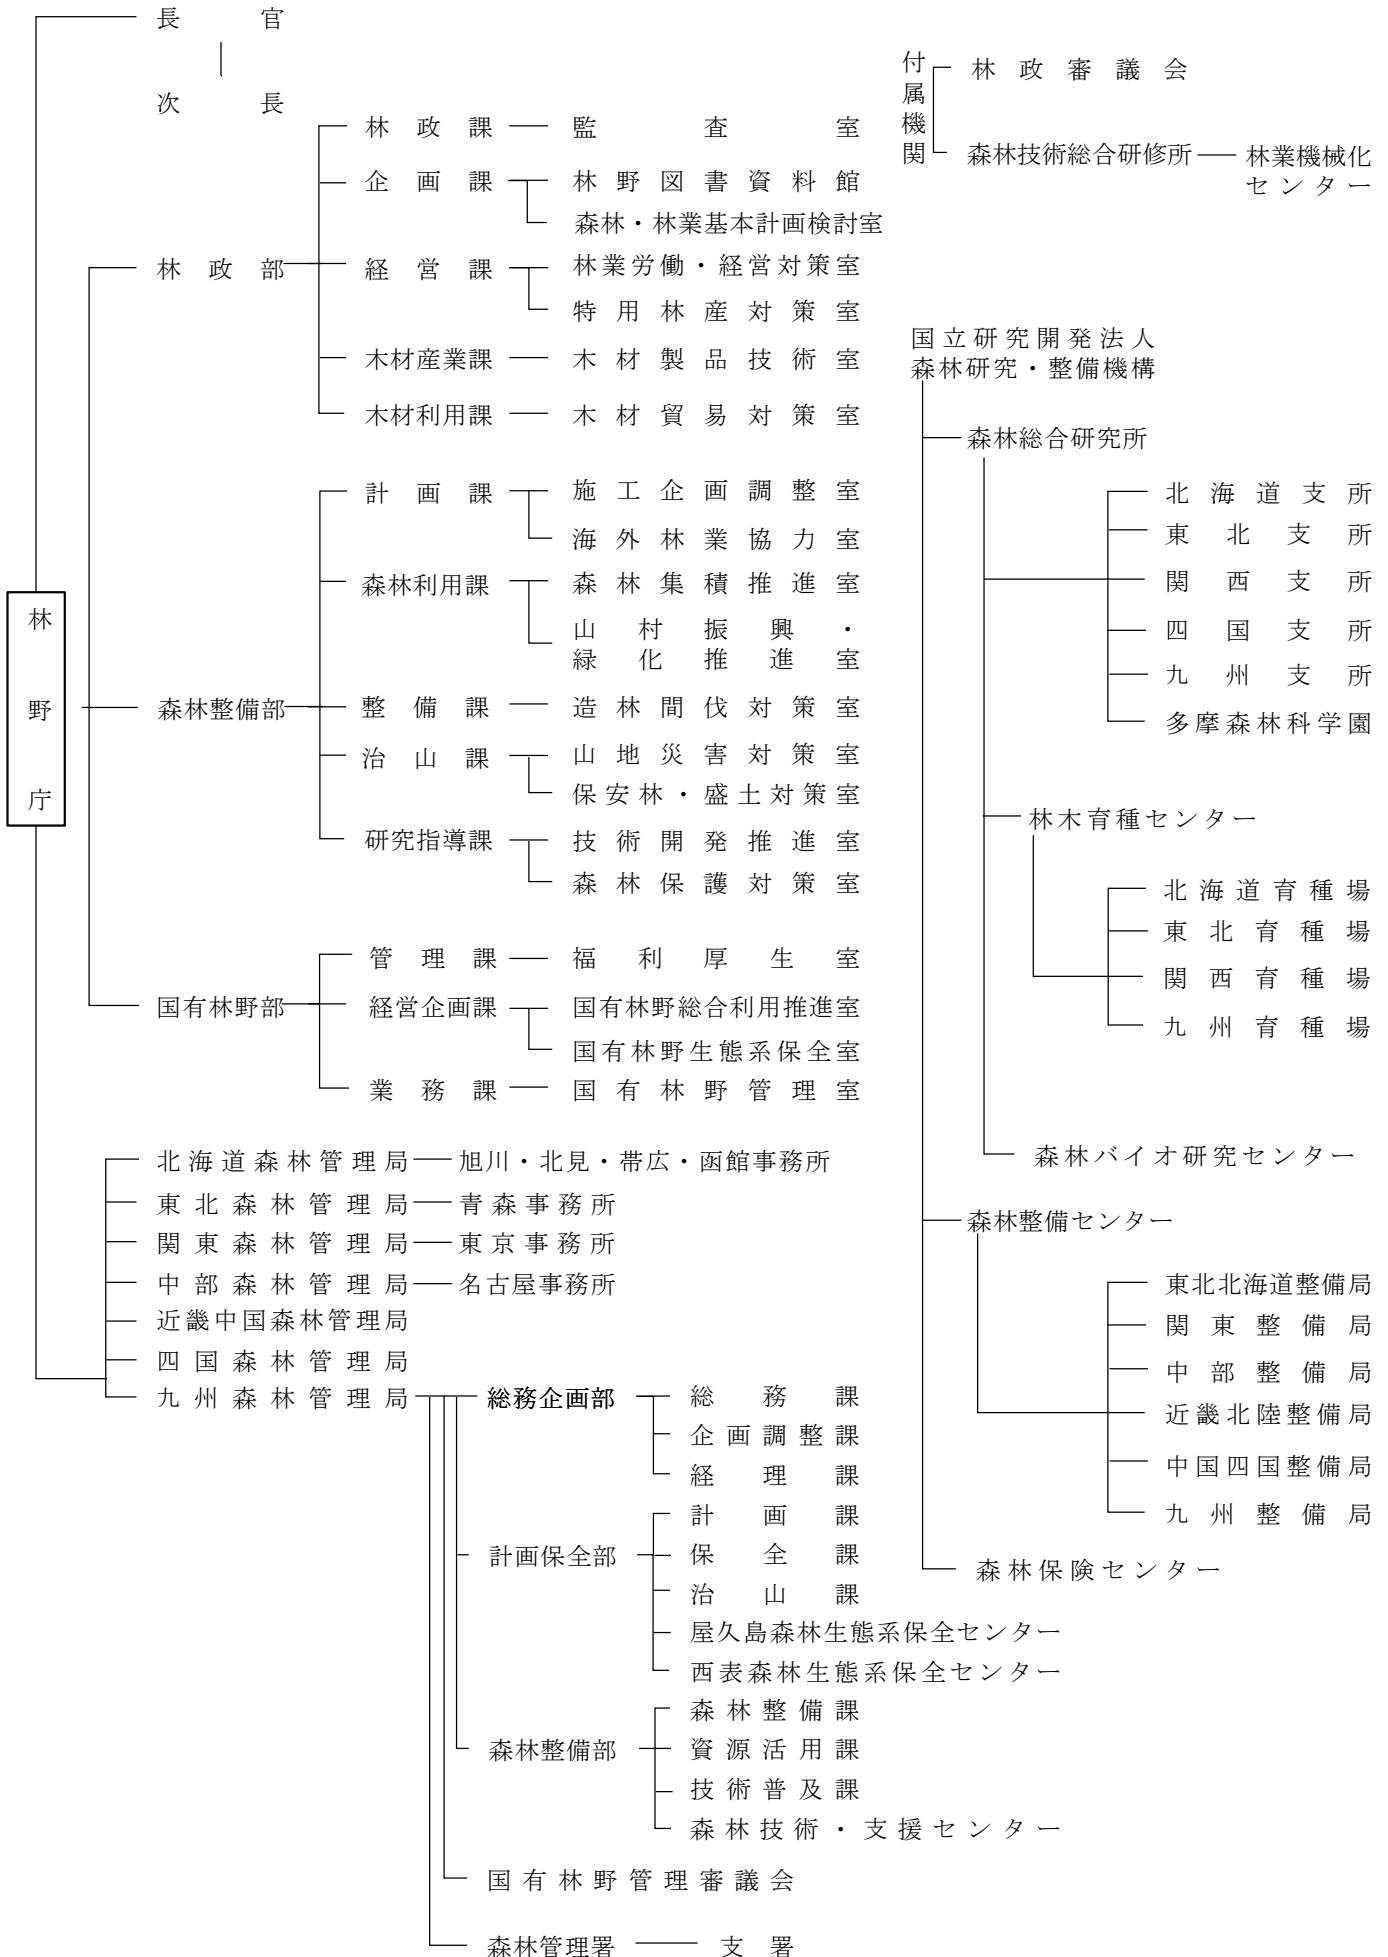 長官
次長
林政部
林政課
監査室
企画課
林野図書資料館
森林・林業基本計画検討室
経営課
林業労働・経営対策室
特用林産対策室
木材産業課
木材製品技術室
木材利用課
木材貿易対策室
林野庁
森林整備部
計画課
施工企画調整室
海外林業協力室
森林利用課
森林集積推進室
山村振興・
緑化推進室
整備課
造林間伐対策室
治山課
山地災害対策室
保安林・盛土対策室
研究指導課
技術開発推進室
森林保護対策室
国有林野部
管理課
福利厚生室
経営企画課
国有林野総合利用推進室
国有林野生態系保全室
業務課
国有林野管理室
北海道森林管理局
旭川・北見・帯広・函館事務所
東北森林管理局
青森事務所
関東森林管理局
東京事務所
中部森林管理局
名古屋事務所
近畿中国森林管理局
四国森林管理局
九州森林管理局
総務企画部
総務課
企画調整課
経理課
計画保全部
計画課
保全課
治山課
屋久島森林生態系保全センター
西表森林生態系保全センター
森林整備部
森林整備課
資源活用課
技術普及課
森林技術・支援センター
国有林野管理審議会
森林管理署
支署
付属機関
林政審議会
森林技術総合研修所
林業機械化
センター
国立研究開発法人
森林研究・整備機構
森林総合研究所
北海道支所
東北支所
関西支所
四国支所
九州支所
多摩森林科学園
林木育種センター
北海道育種場
東北育種場
関西育種場
九州育種場
森林バイオ研究センター
森林整備センター
東北北海道整備局
関東整備局
中部整備局
近畿北陸整備局
中国四国整備局
九州整備局
森林保険センター